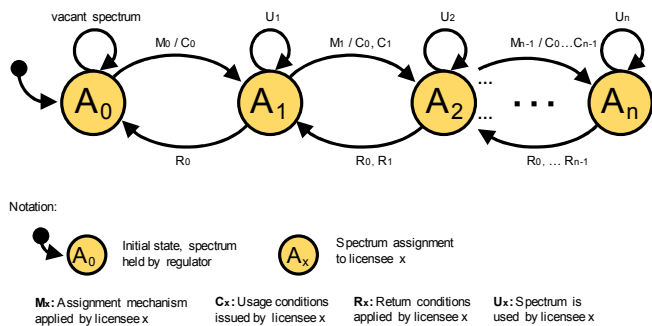 vacant spectrum
U1
U2
Un
M0 / C0
M1 / C0, C1
Mn-1 / C0...Cn-1
A0
A1
A2
...
...
...
An
R0
R0, R1
R0, ... Rn-1
Notation:
A0
Initial state, spectrum
held by regulator
Ax
Spectrum assignment
to licensee x
Mx: Assignment mechanism
applied by licensee x
Cx: Usage conditions
issued by licensee x
Rx: Return conditions
applied by licensee x
Ux: Spectrum is
used by licensee x